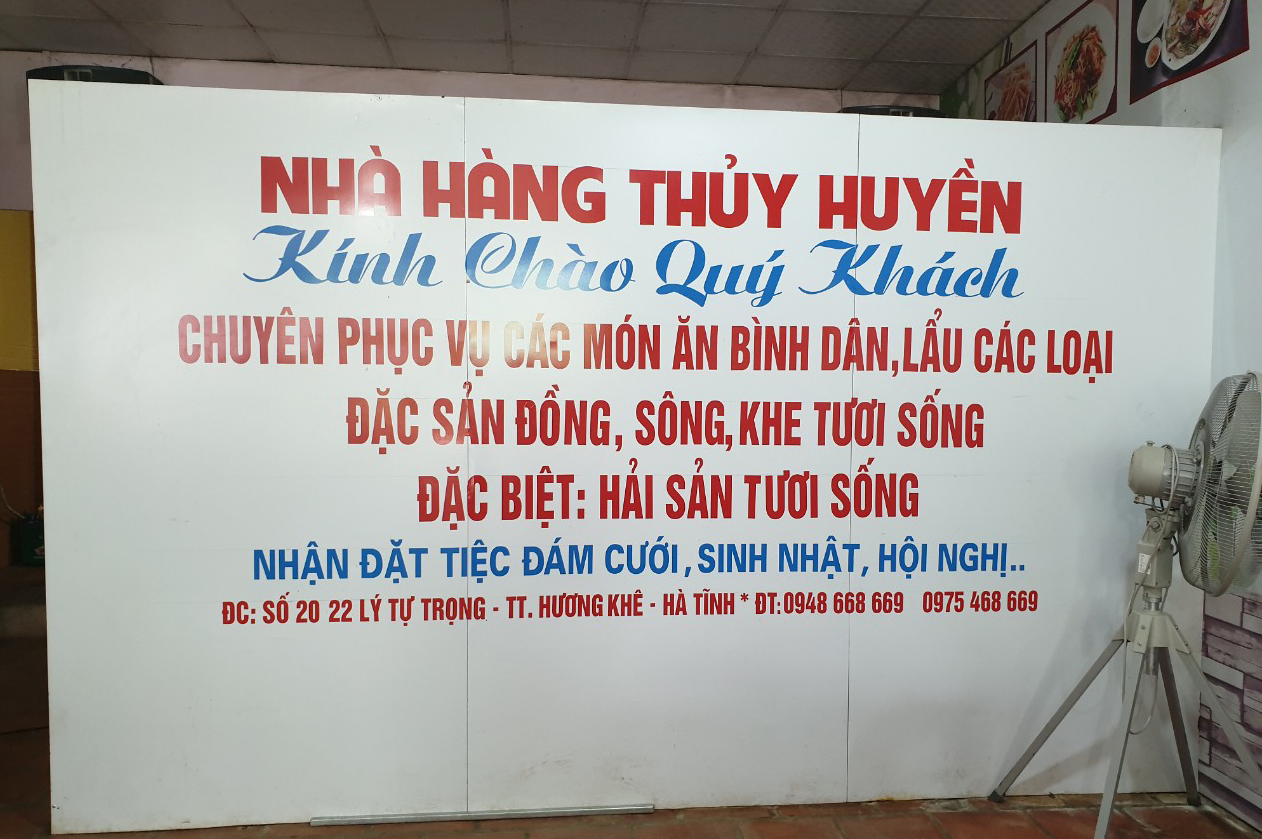 NHÀ HÀNG THỦY HUYỀN
Kính Chào Quý Khách
CHUYÊN PHỤC VỤ CÁC MÓN ĂN BÌNH DÂN,LẨU CÁC LOẠI
ĐẶC SẢN ĐỒNG, SÔNG,KHE TƯƠI SỐNG
ĐẶC BIỆT: HẢI SẢN TƯƠI SỐNG
NHẬN ĐẶT TIỆC ĐÁM CƯỚI,SINH NHẬT, HỘI NGHỊ..
ĐC: SỐ 20 22 LÝ TỰ TRỌNG - TT. HƯƠNG KHÊ - HÀ TĨNH * ĐT:0948 668 669 0975 468 669